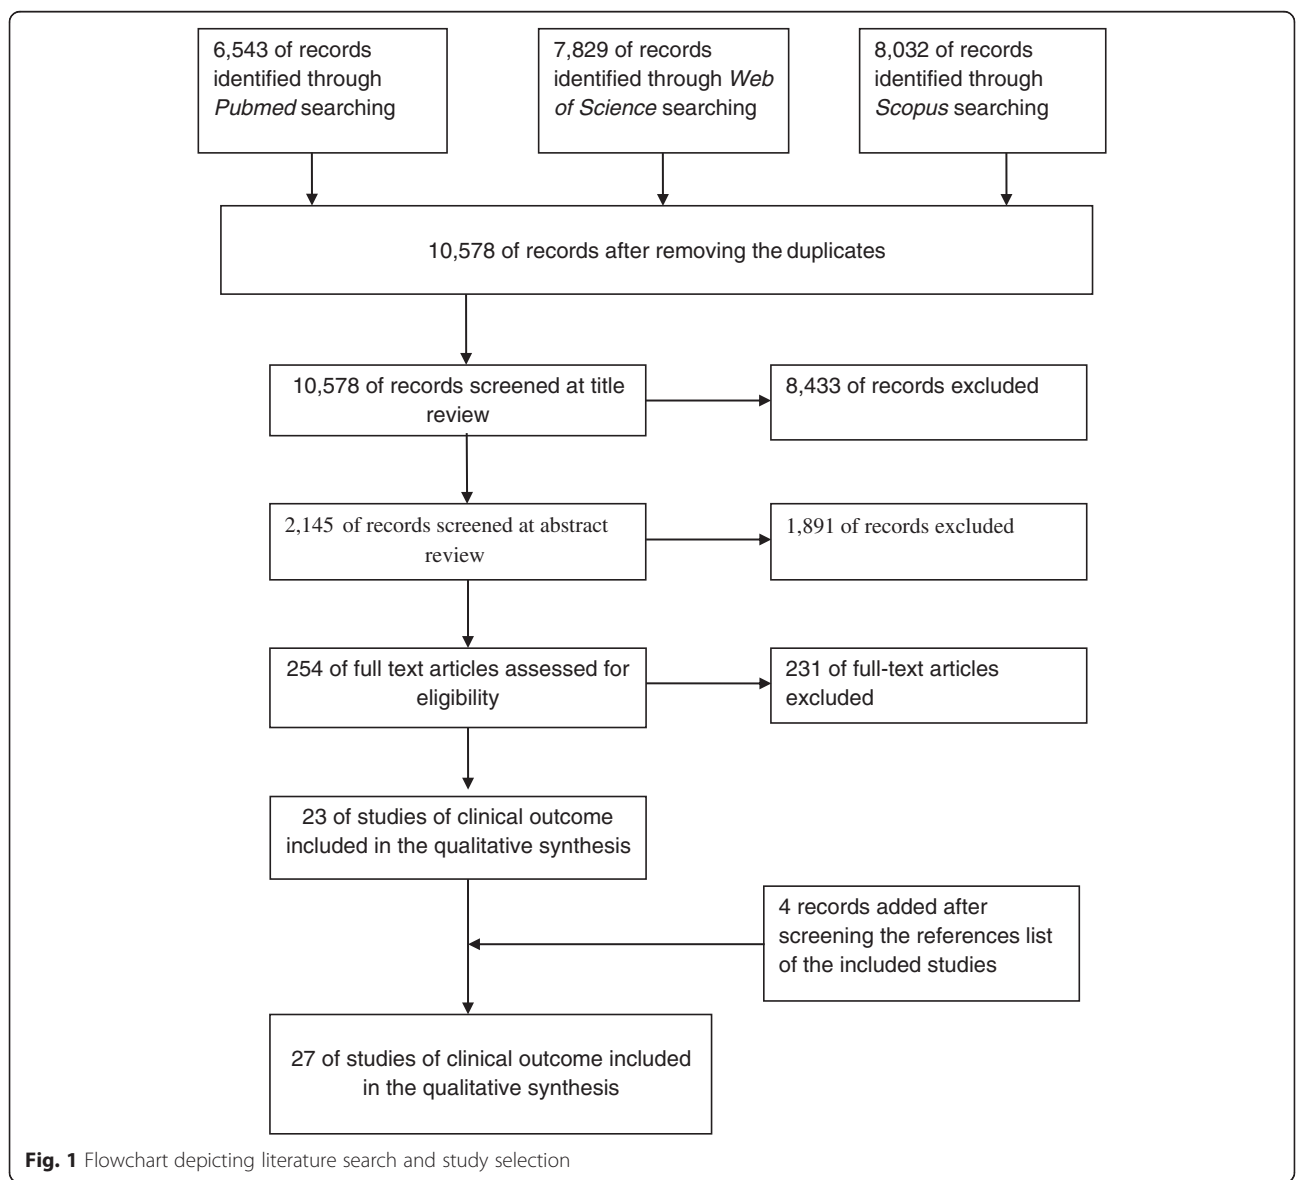 6,543 of records
identified through
Pubmed searching
7,829 of records
identified through Web
of Science searching
8,032 of records
identified through
Scopus searching
10,578 of records after removing the duplicates
10,578 of records screened at title
review
8,433 of records excluded
2,145 of records screened at abstract
review
1,891 of records excluded
254 of full text articles assessed for
eligibility
231 of full-text articles
excluded
23 of studies of clinical outcome
included in the qualitative synthesis
4 records added after
screening the references list
of the included studies
27 of studies of clinical outcome included
in the qualitative synthesis
Fig. 1 Flowchart depicting literature search and study selection